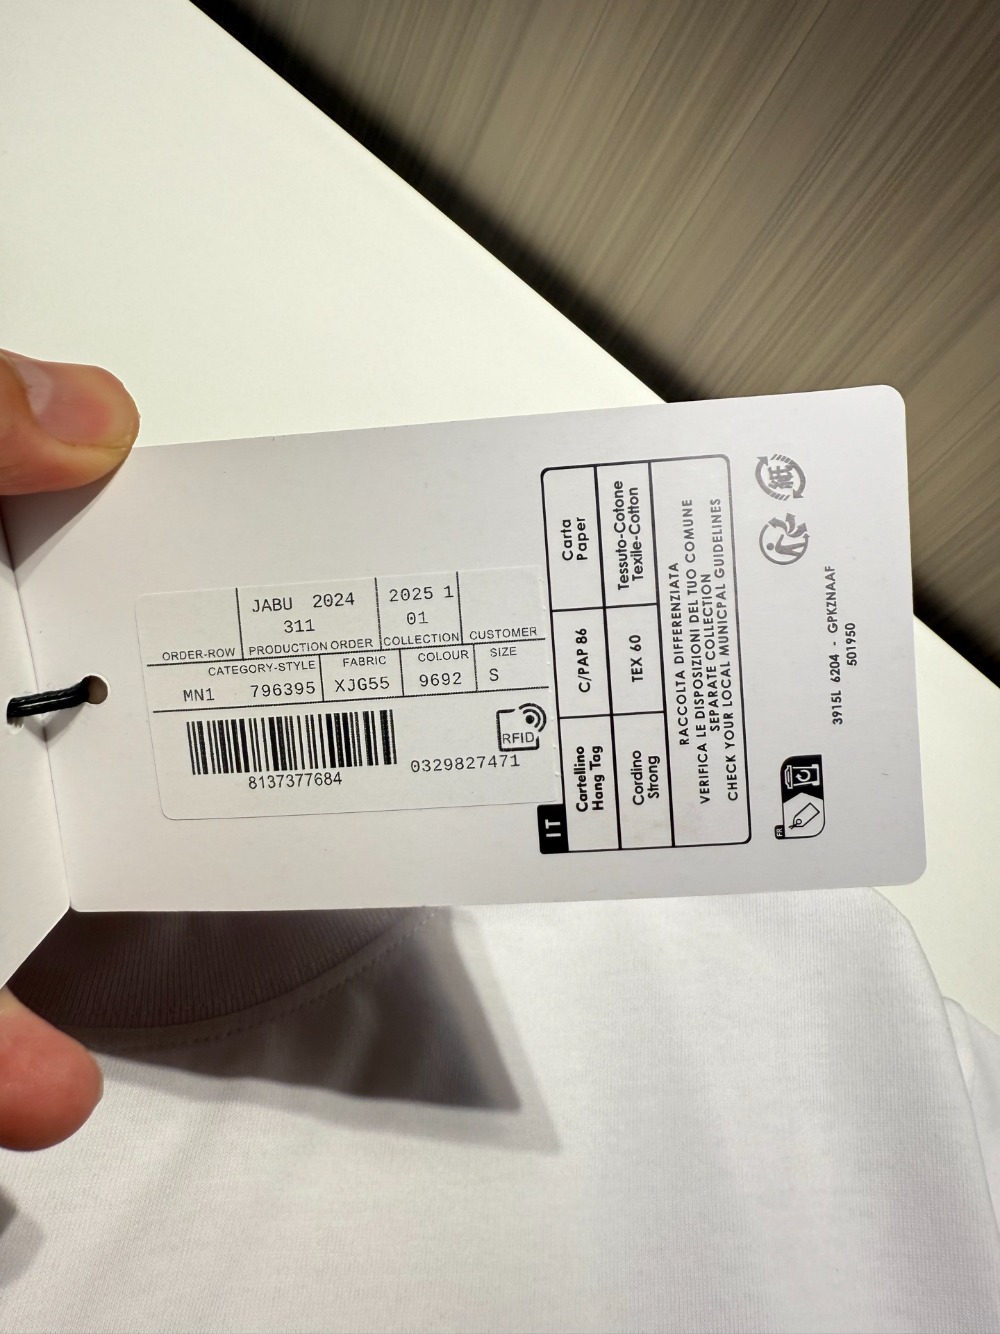 JABU 2024
311
2025 1
01
ORDER-ROW PRODUCTION ORDER COLLECTION CUSTOMER
CATEGORY-STYLE FABRIC COLOUR SIZE
MN1 796395 XJG55 9692 S
8137377684
RFID
0329827471
IT
Cartellino
Hang Tag
C/PAP 86
Carta
Paper
Cordino
Strong
TEX 60
Tessuto-Cotone
Texile-Cotton
RACCOLTA DIFFERENZIATA
VERIFICA LE DISPOSIZIONI DEL TUO COMUNE
SEPARATE COLLECTION
CHECK YOUR LOCAL MUNICPAL GUIDELINES
FR
紙
3915L 6204 - GPKZNAAF
501950